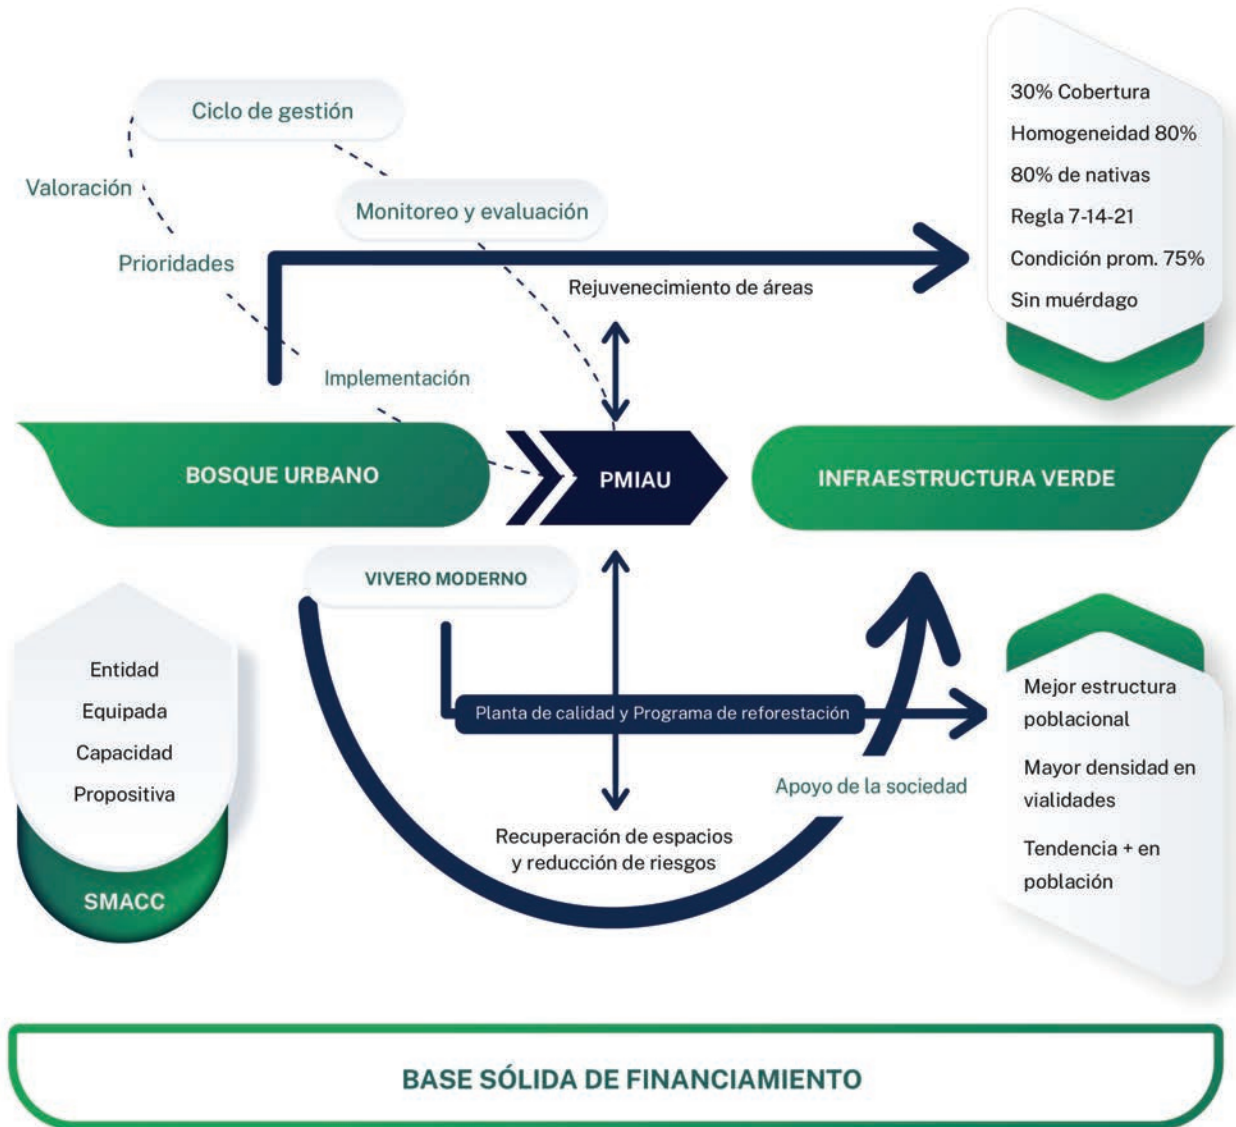 Ciclo de gestión
Valoración
Prioridades
Monitoreo y evaluación
Implementación
Rejuvenecimiento de áreas
30% Cobertura
Homogeneidad 80%
80% de nativas
Regla 7-14-21
Condición prom. 75%
Sin muérdago
BOSQUE URBANO
PMIAU
INFRAESTRUCTURA VERDE
VIVERO MODERNO
Entidad
Equipada
Capacidad
Propositiva
SMACC
Planta de calidad y Programa de reforestación
Apoyo de la sociedad
Recuperación de espacios
y reducción de riesgos
Mejor estructura
poblacional
Mayor densidad en
vialidades
Tendencia + en
población
BASE SÓLIDA DE FINANCIAMIENTO